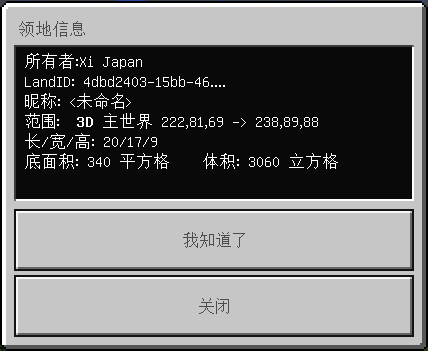 领地信息
所有者:Xi Japan
LandID: 4dbd2403-15bb-46....
昵称: <未命名>
范围: 3D 主世界 222,81,69 -> 238,89,88
长/宽/高: 20/17/9
底面积: 340 平方格 体积: 3060 立方格
我知道了
关闭